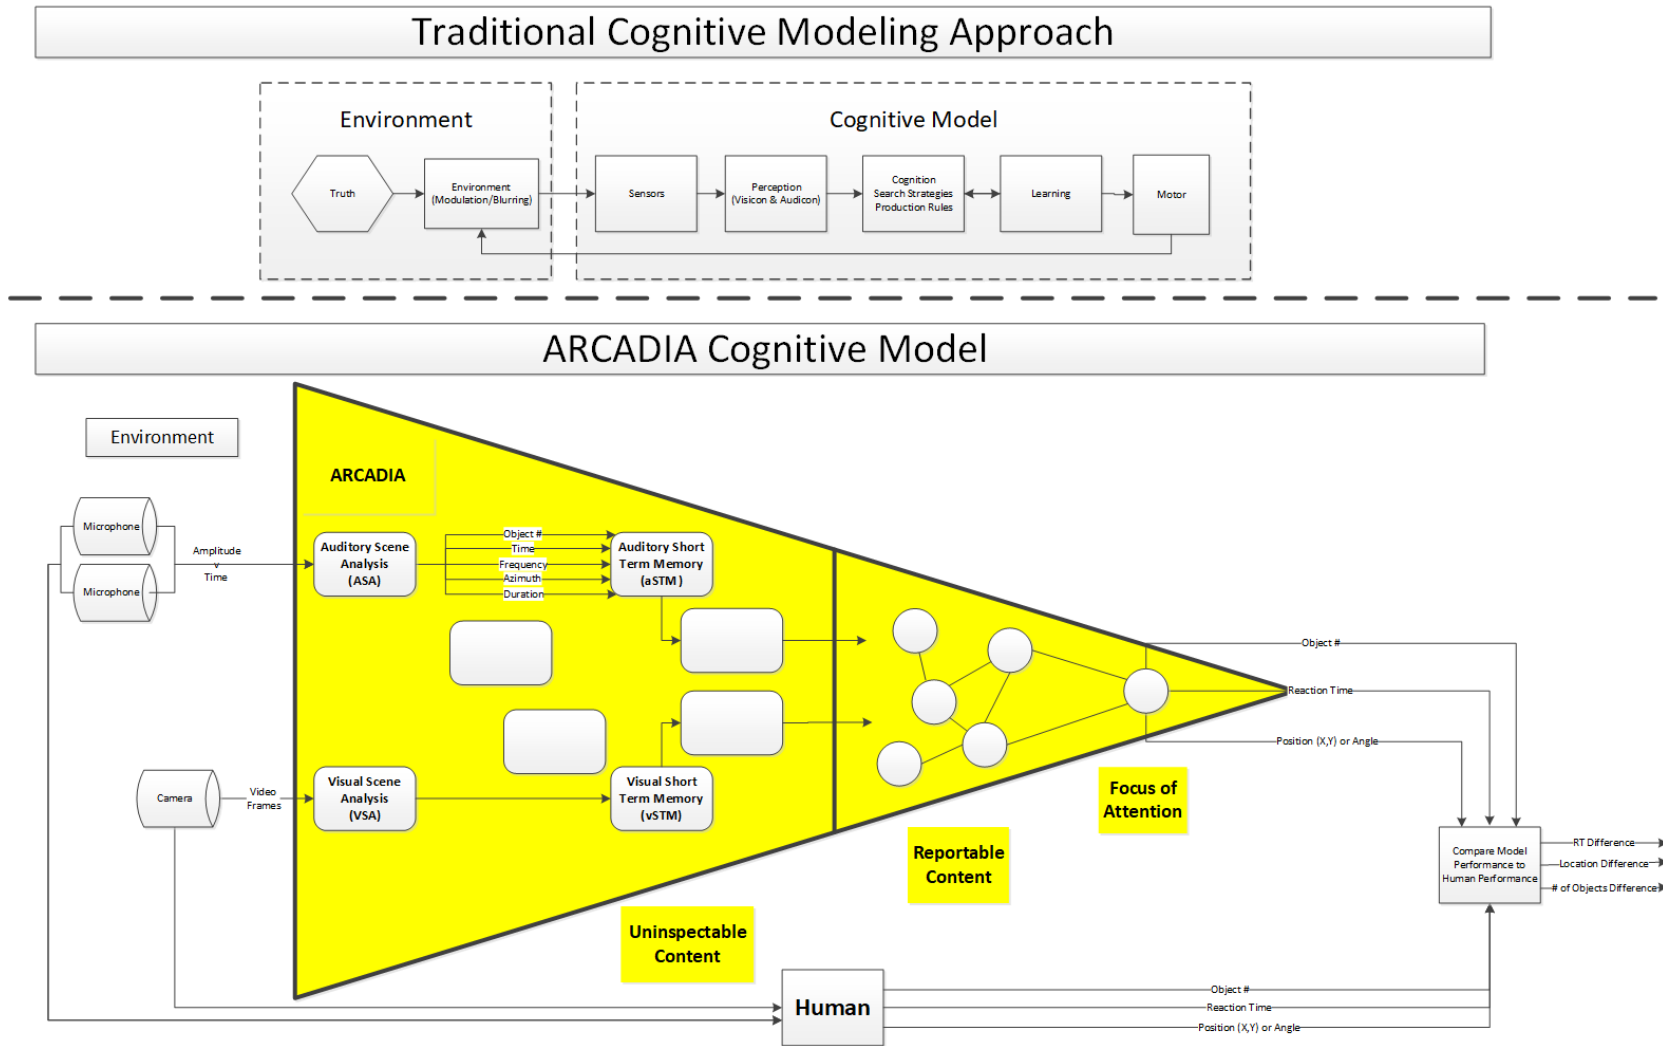 Traditional Cognitive Modeling Approach
Environment
Cognitive Model
Truth
Environment
(Modulation/Blurring)
Sensors
Perception
(Visicon & Audicon)
Cognition
Search Strategies
Production Rules
Learning
Motor
ARCADIA Cognitive Model
Environment
ARCADIA
Microphone
Microphone
Amplitude
v
Time
Auditory Scene
Analysis
(ASA)
Object #
Time
Frequency
Azimuth
Duration
Auditory Short
Term Memory
(aSTM)
Camera
Video
Frames
Visual Scene
Analysis
(VSA)
Visual Short
Term Memory
(vSTM)
Object #
Reaction Time
Position (X,Y) or Angle
Focus of
Attention
Reportable
Content
Uninspectable
Content
Compare Model
Performance to
Human Performance
RT Difference
Location Difference
# of Objects Difference
Human
Object #
Reaction Time
Position (X,Y) or Angle